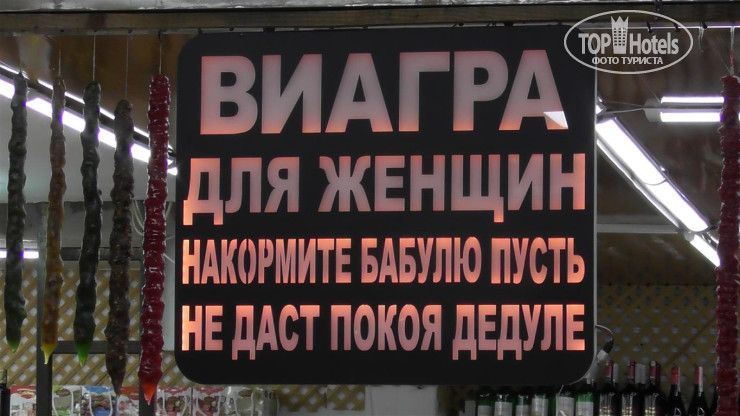 TOP Hotels
ФОТО ТУРИСТА
ВИАГРА
ДЛЯ ЖЕНЩИН
НАКОРМИТЕ БАБУЛЮ ПУСТЬ
НЕ ДАСТ ПОКОЯ ДЕДУЛЕ